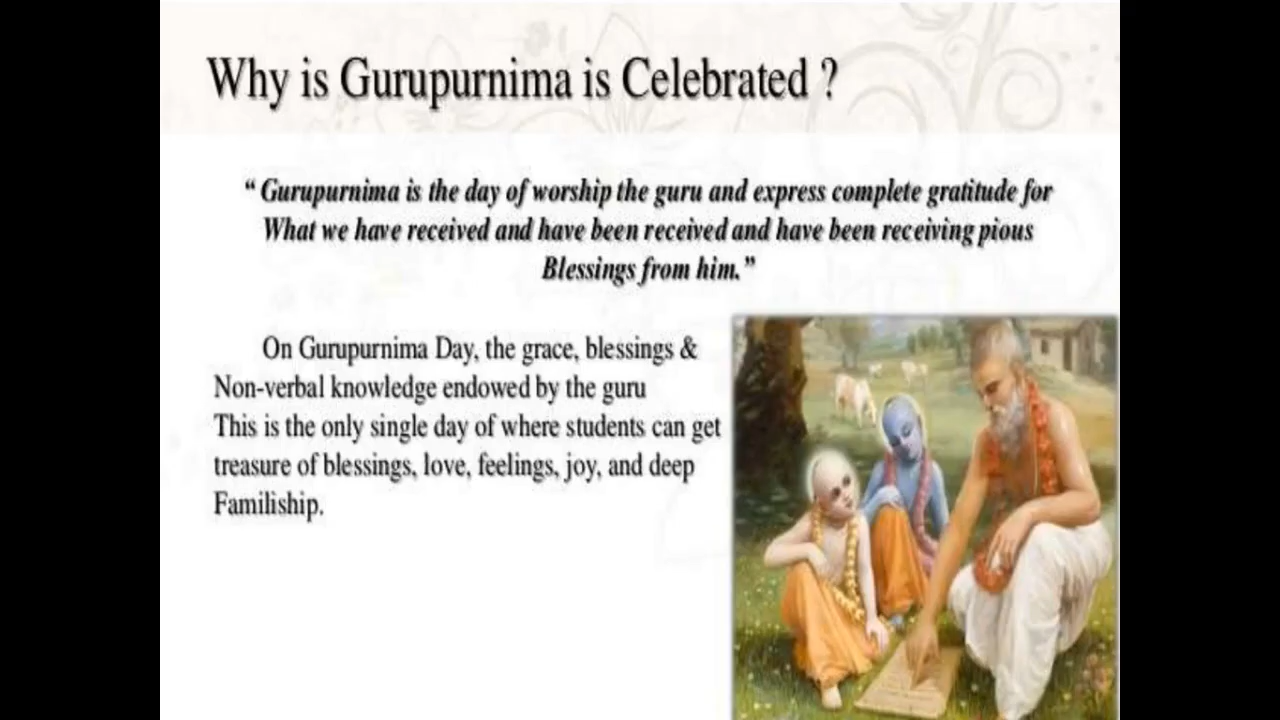 Why is Gurupurnima is Celebrated ?
“ Gurupurnima is the day of worship the guru and express complete gratitude for
What we have received and have been received and have been receiving pious
Blessings from him.”
On Gurupurnima Day, the grace, blessings &
Non-verbal knowledge endowed by the guru
This is the only single day of where students can get
treasure of blessings, love, feelings, joy, and deep
Familiship.